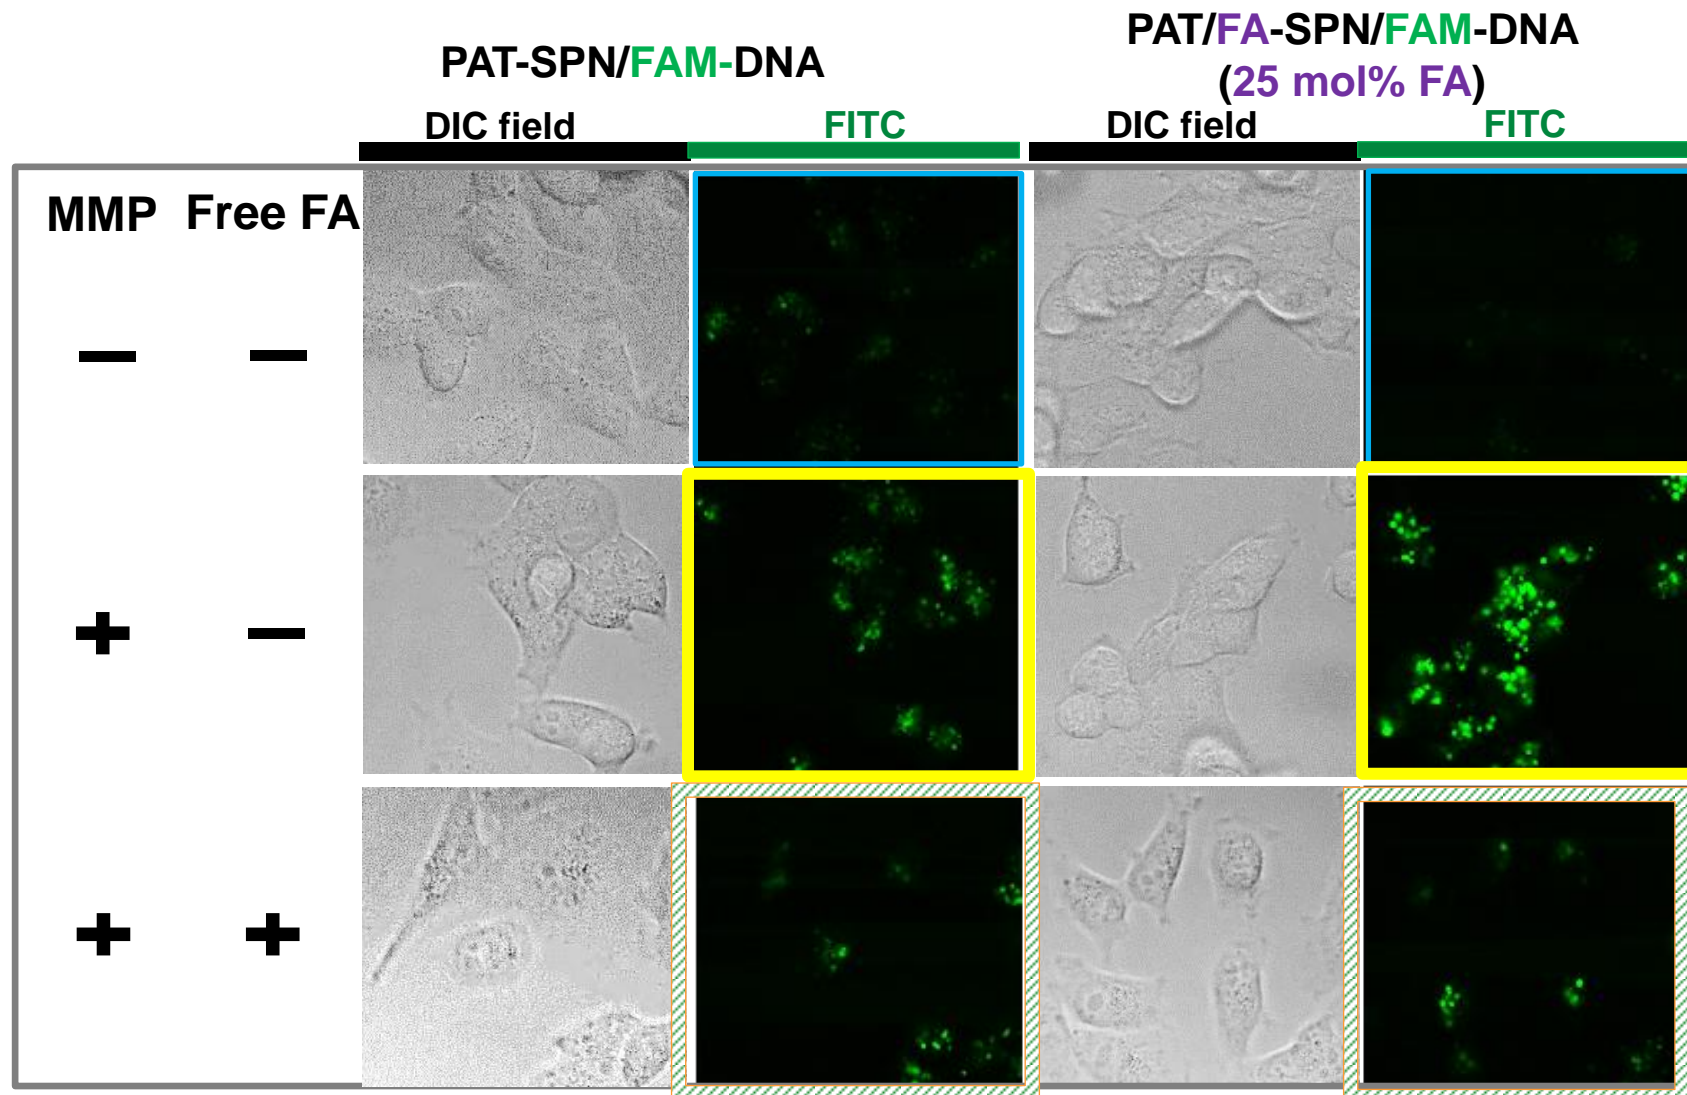 PAT-SPN/FAM-DNA
PAT/FA-SPN/FAM-DNA
(25 mol% FA)
DIC field FITC DIC field FITC
MMP Free FA
− −
+ −
+ +